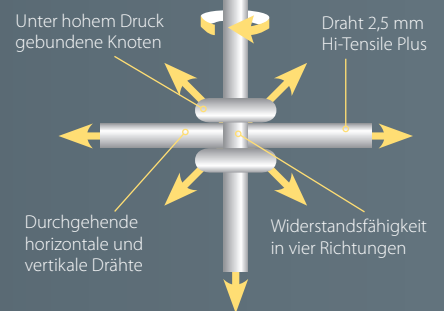 Unter hohem Druck
gebundene Knoten
Draht 2,5 mm
Hi-Tensile Plus
Durchgehende
horizontale und
vertikale Drähte
Widerstandsfähigkeit
in vier Richtungen